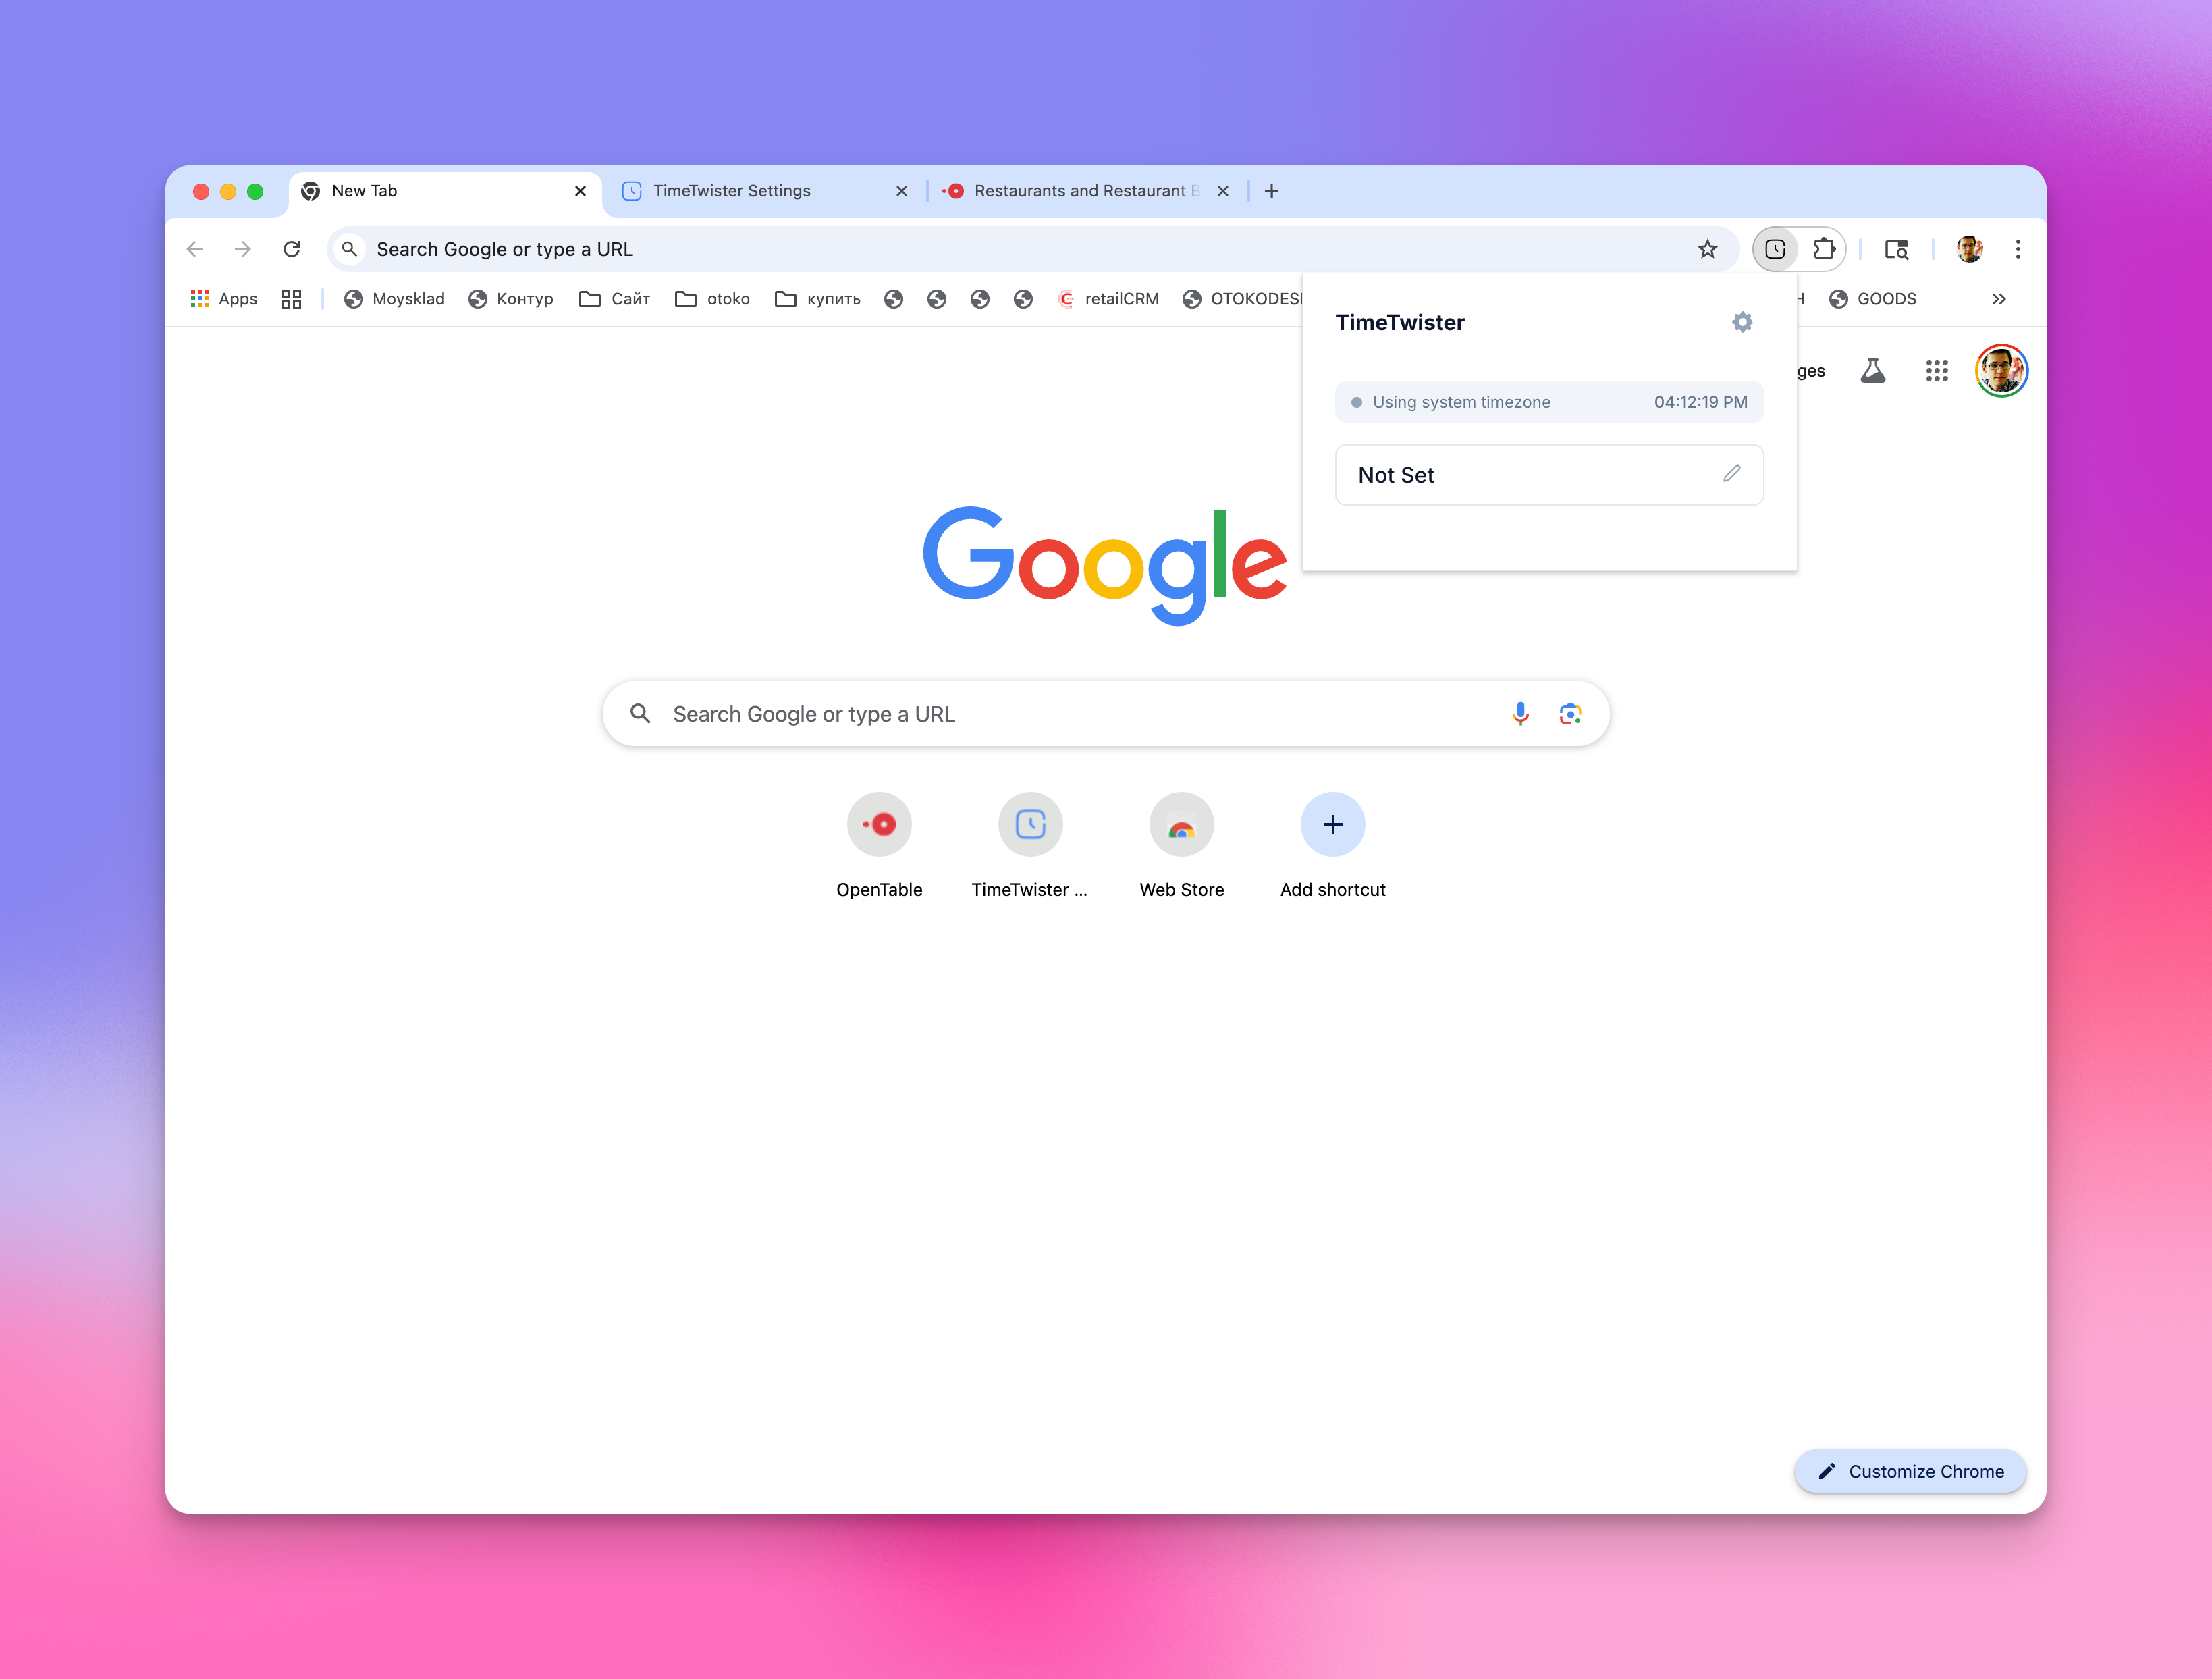 New Tab
TimeTwister Settings
Restaurants and Restaurant
Search Google or type a URL
Apps
Moysklad
Контур
Сайт
otoko
купить
retailCRM
GOODS
TimeTwister
Using system timezone 04:12:19 PM
Not Set
Google
Search Google or type a URL
OpenTable
TimeTwister ...
Web Store
Add shortcut
Customize Chrome